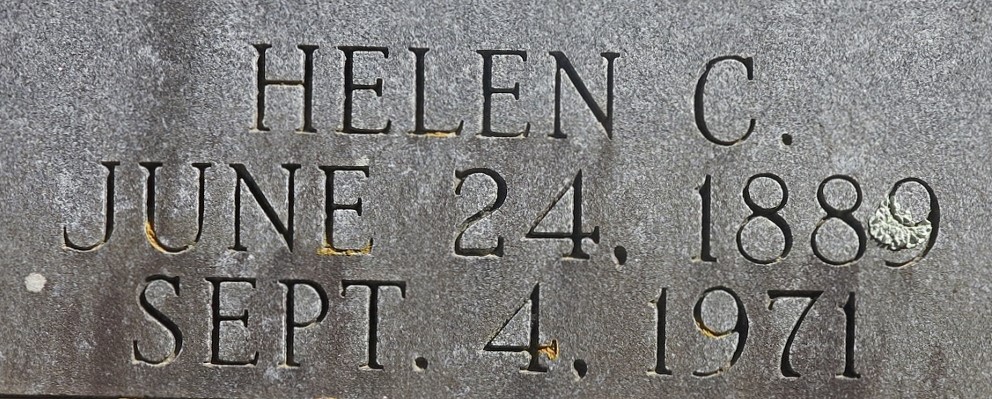 HELEN C.
JUNE 24, 1889
SEPT. 4, 1971